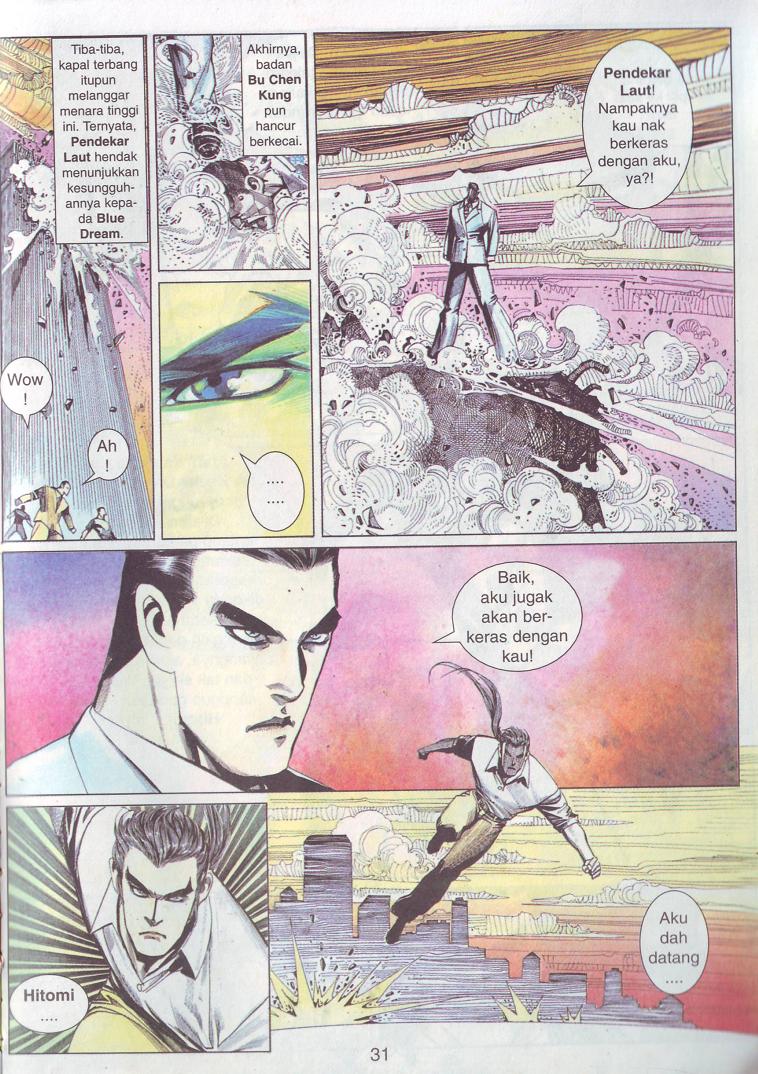 Tiba-tiba,
kapal terbang
itupun
melanggar
menara tinggi
ini. Ternyata,
Pendekar
Laut hendak
menunjukkan
kesungguh-
annya kepa-
da Blue
Dream.
Wow
!
Ah
!
Akhirnya,
badan
Bu Chen
Kung
pun
hancur
berkecai.
....
....
Pendekar
Laut!
Nampaknya
kau nak
berkeras
dengan aku,
ya?!
Baik,
aku jugak
akan ber-
keras dengan
kau!
Hitomi
....
Aku
dah
datang
....
31